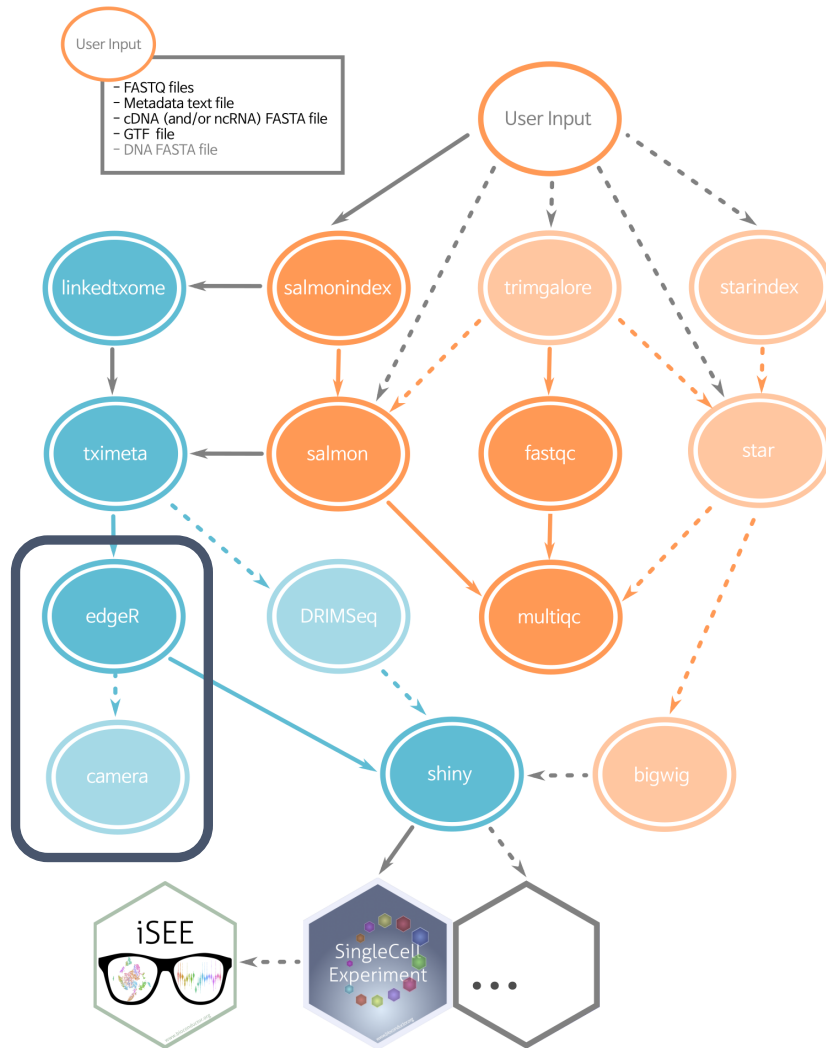 User Input
- FASTQ files
- Metadata text file
- cDNA (and/or ncRNA) FASTA file
- GTF file
- DNA FASTA file
User Input
linkedtxome
salmonindex
trimgalore
starindex
tximeta
salmon
fastqc
star
edgeR
DRIMSeq
multiqc
camera
shiny
bigwig
iSEE
SingleCell
Experiment
...